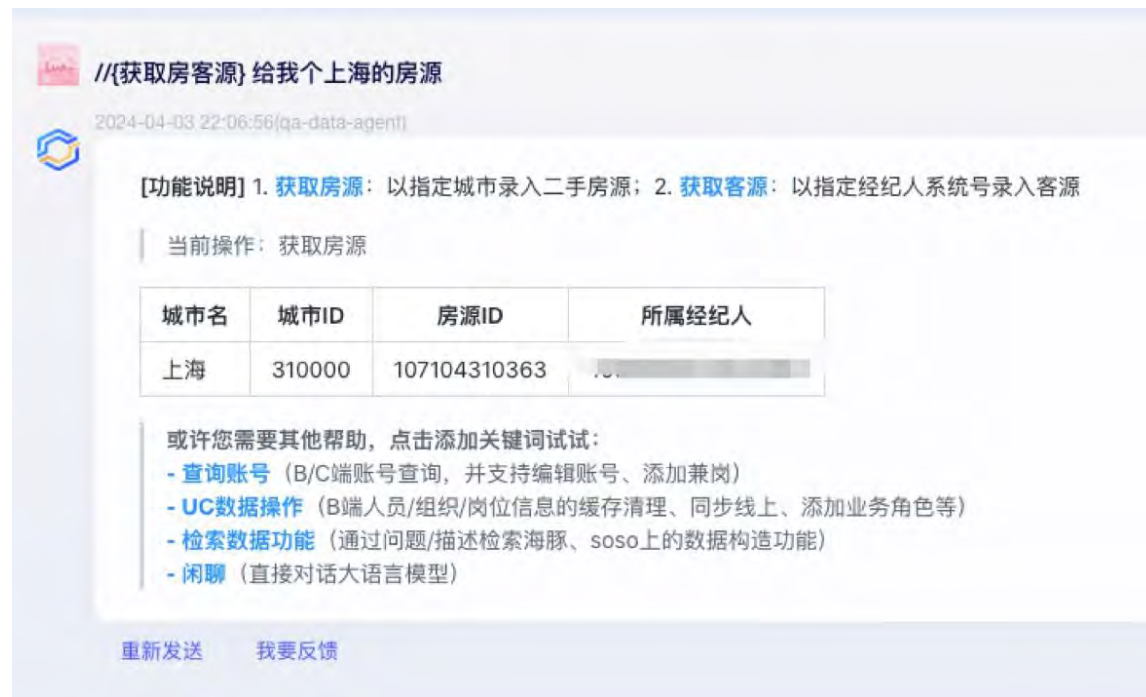 //{获取房客源} 给我个上海的房源
2024-04-03 22:06:56(qa-data-agent)
[功能说明] 1. 获取房源：以指定城市录入二手房源；2. 获取客源：以指定经纪人系统号录入客源
当前操作：获取房源
城市名 城市ID 房源ID 所属经纪人
上海 310000 107104310363
或许您需要其他帮助，点击添加关键词试试：
- 查询账号（B/C端账号查询，并支持编辑账号、添加兼岗）
- UC数据操作（B端人员/组织/岗位信息的缓存清理、同步线上、添加业务角色等）
- 检索数据功能（通过问题/描述检索海豚、soso上的数据构造功能）
- 闲聊（直接对话大语言模型）
重新发送 我要反馈